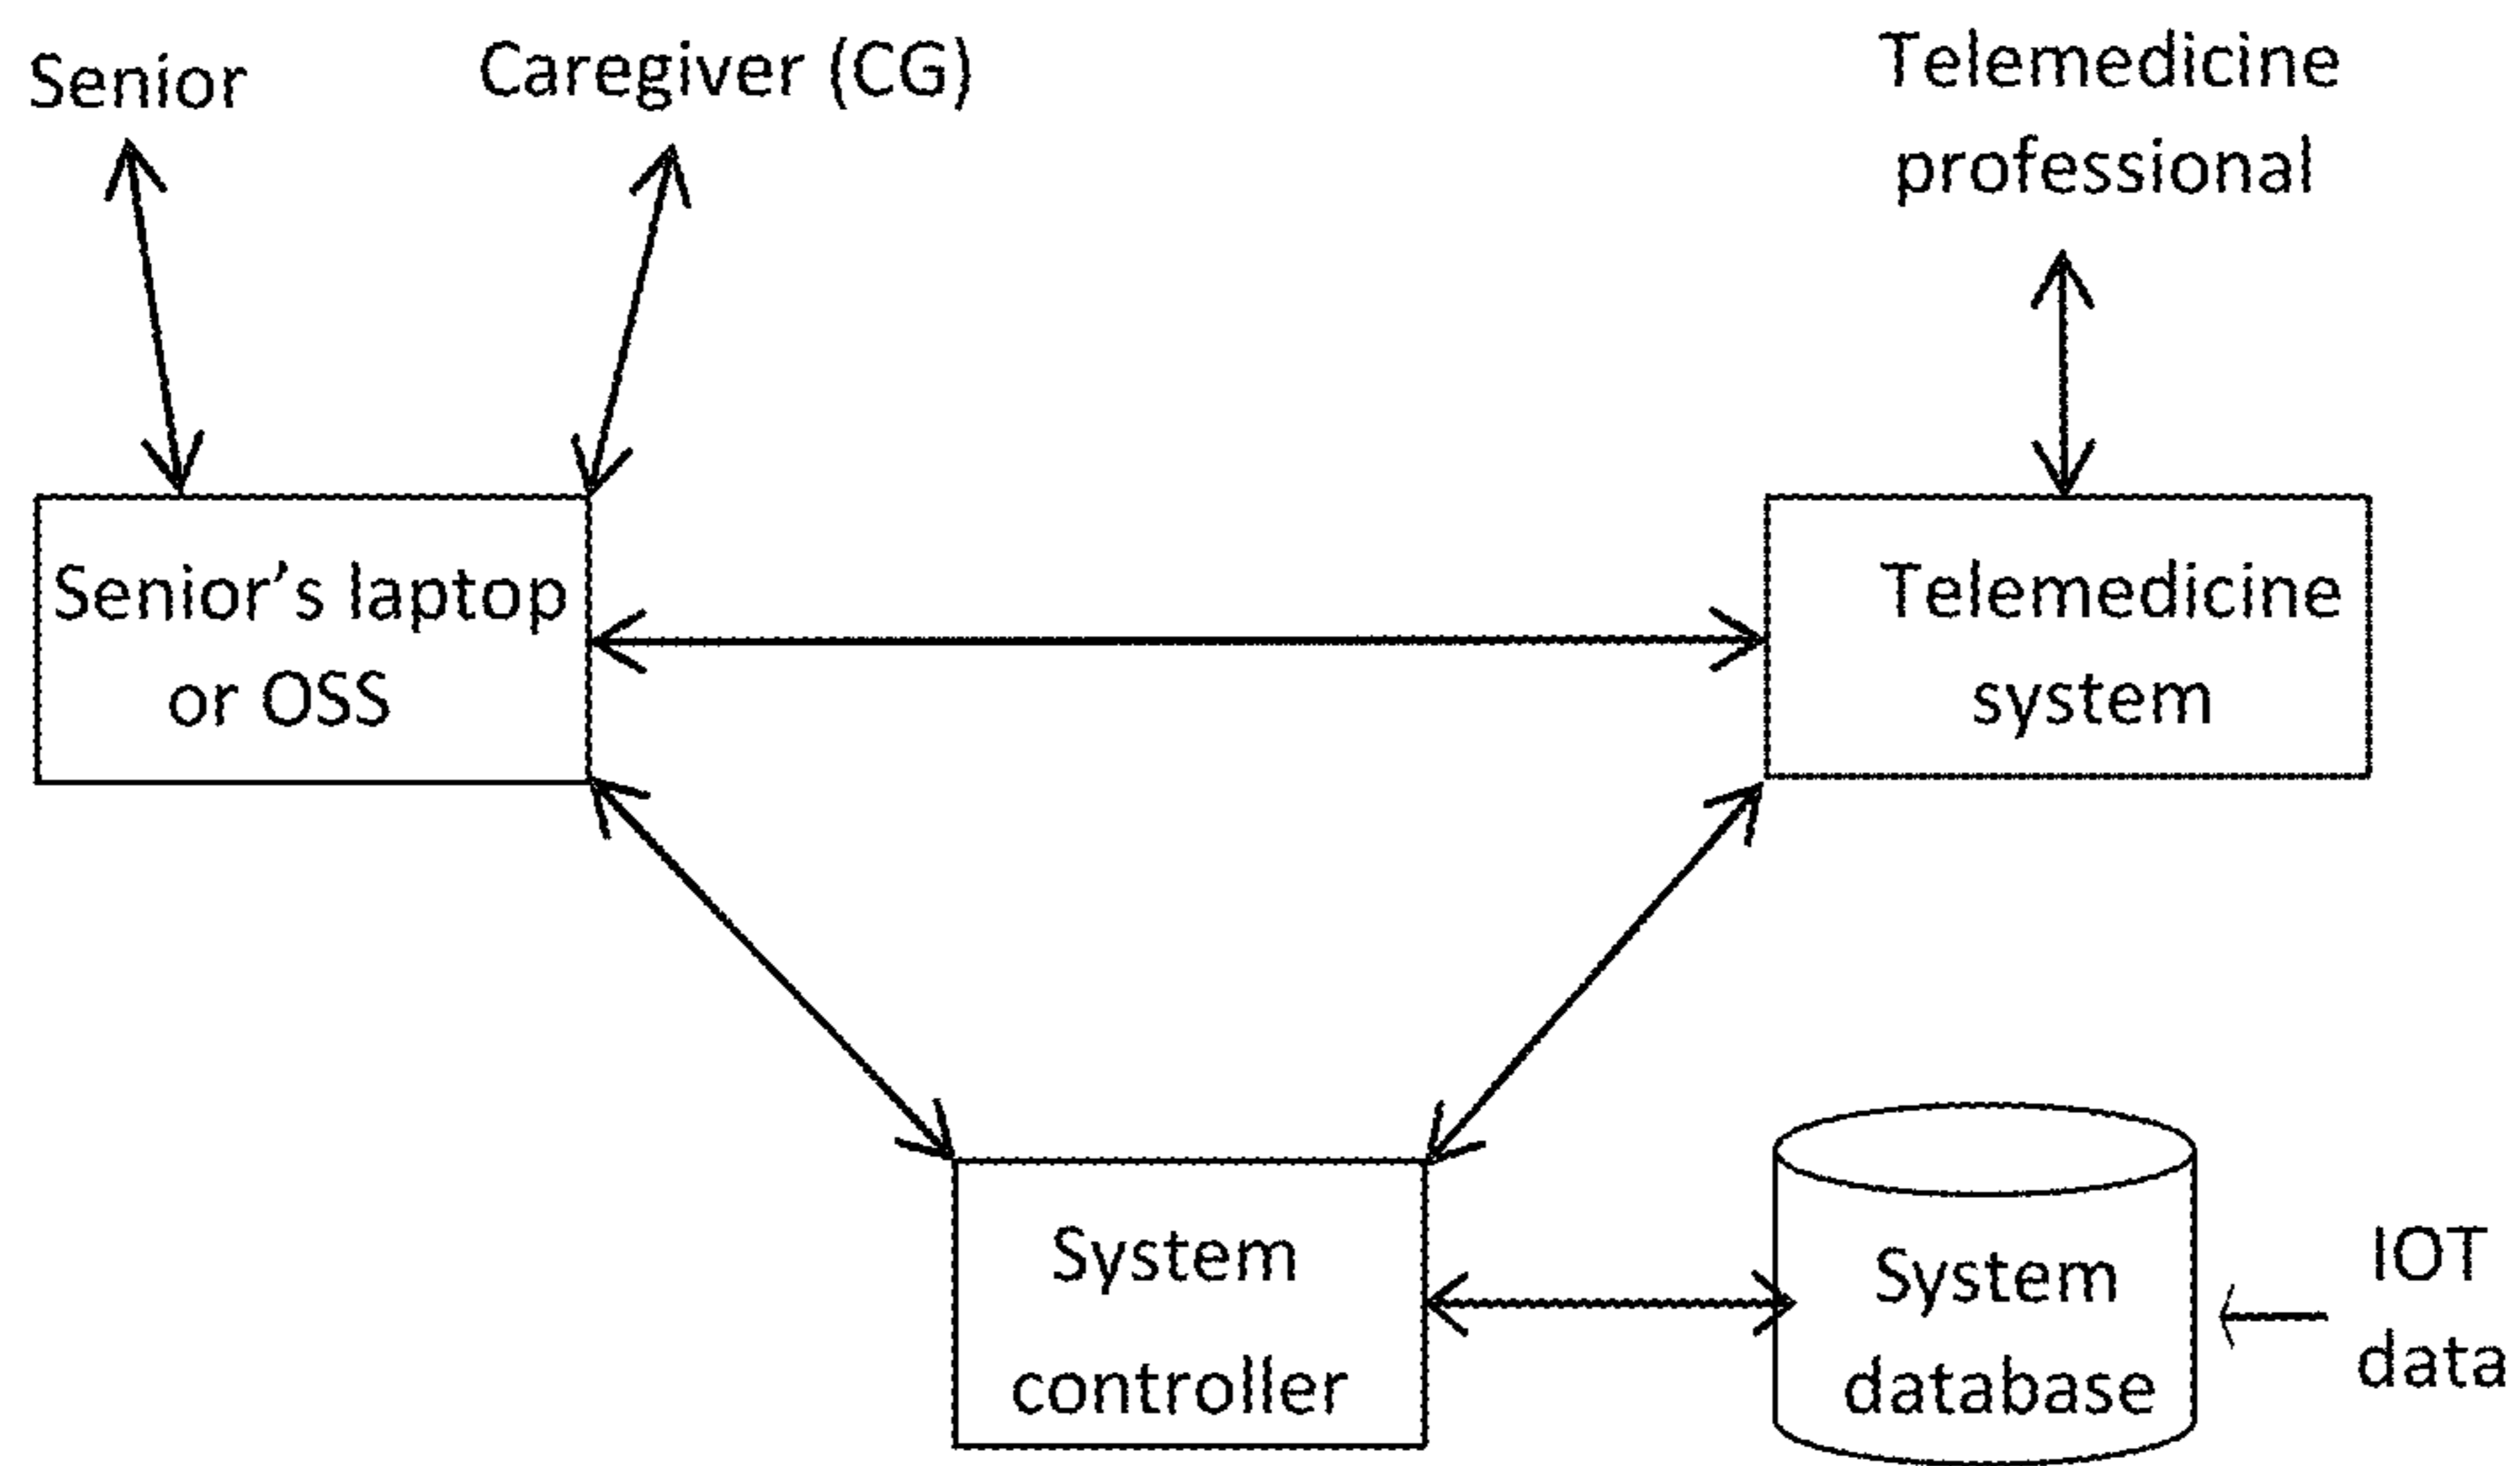 Senior
Caregiver (CG)
Telemedicine
professional
Senior’s laptop
or OSS
Telemedicine
system
System
controller
System
database
IOT
data